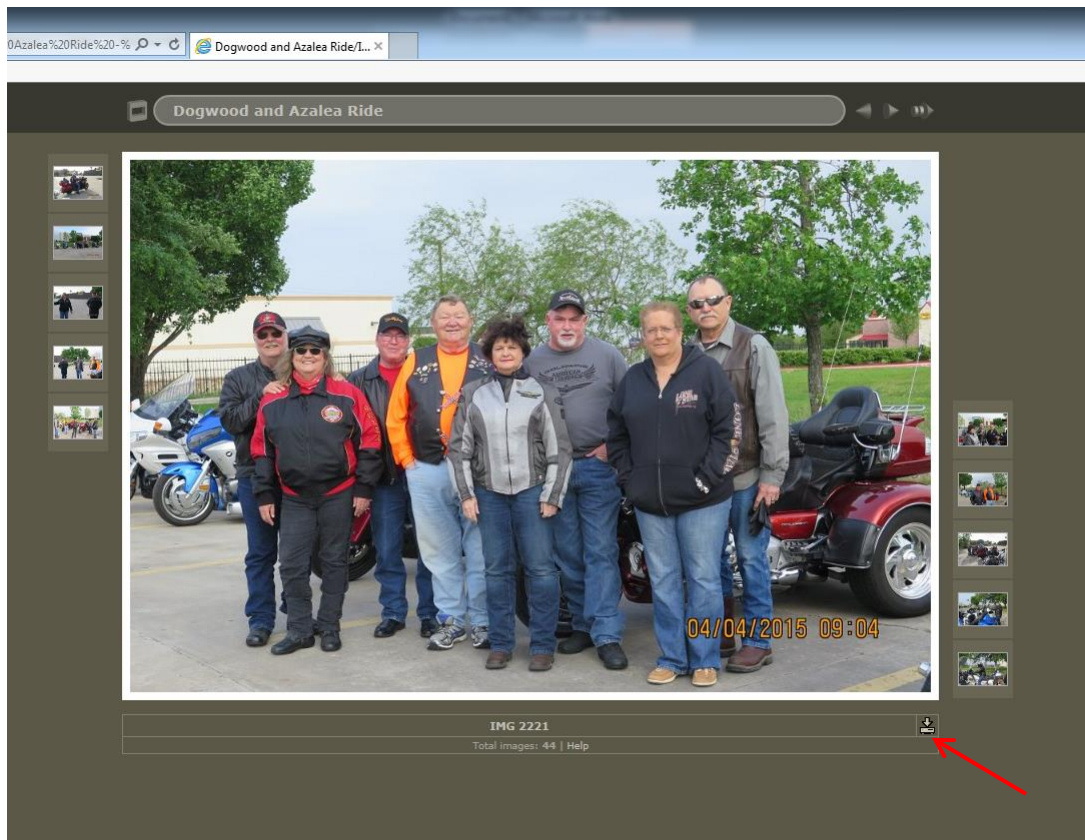 0Azalea%20Ride%20-%
Dogwood and Azalea Ride/I...
Dogwood and Azalea Ride
04/04/2015 09:04
IMG 2221
Total images: 44 | Help